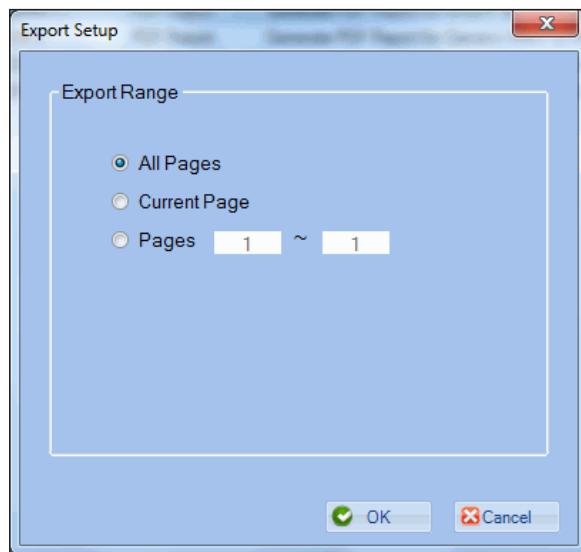 Export Setup
Export Range
All Pages
Current Page
Pages 1 ~ 1
OK Cancel